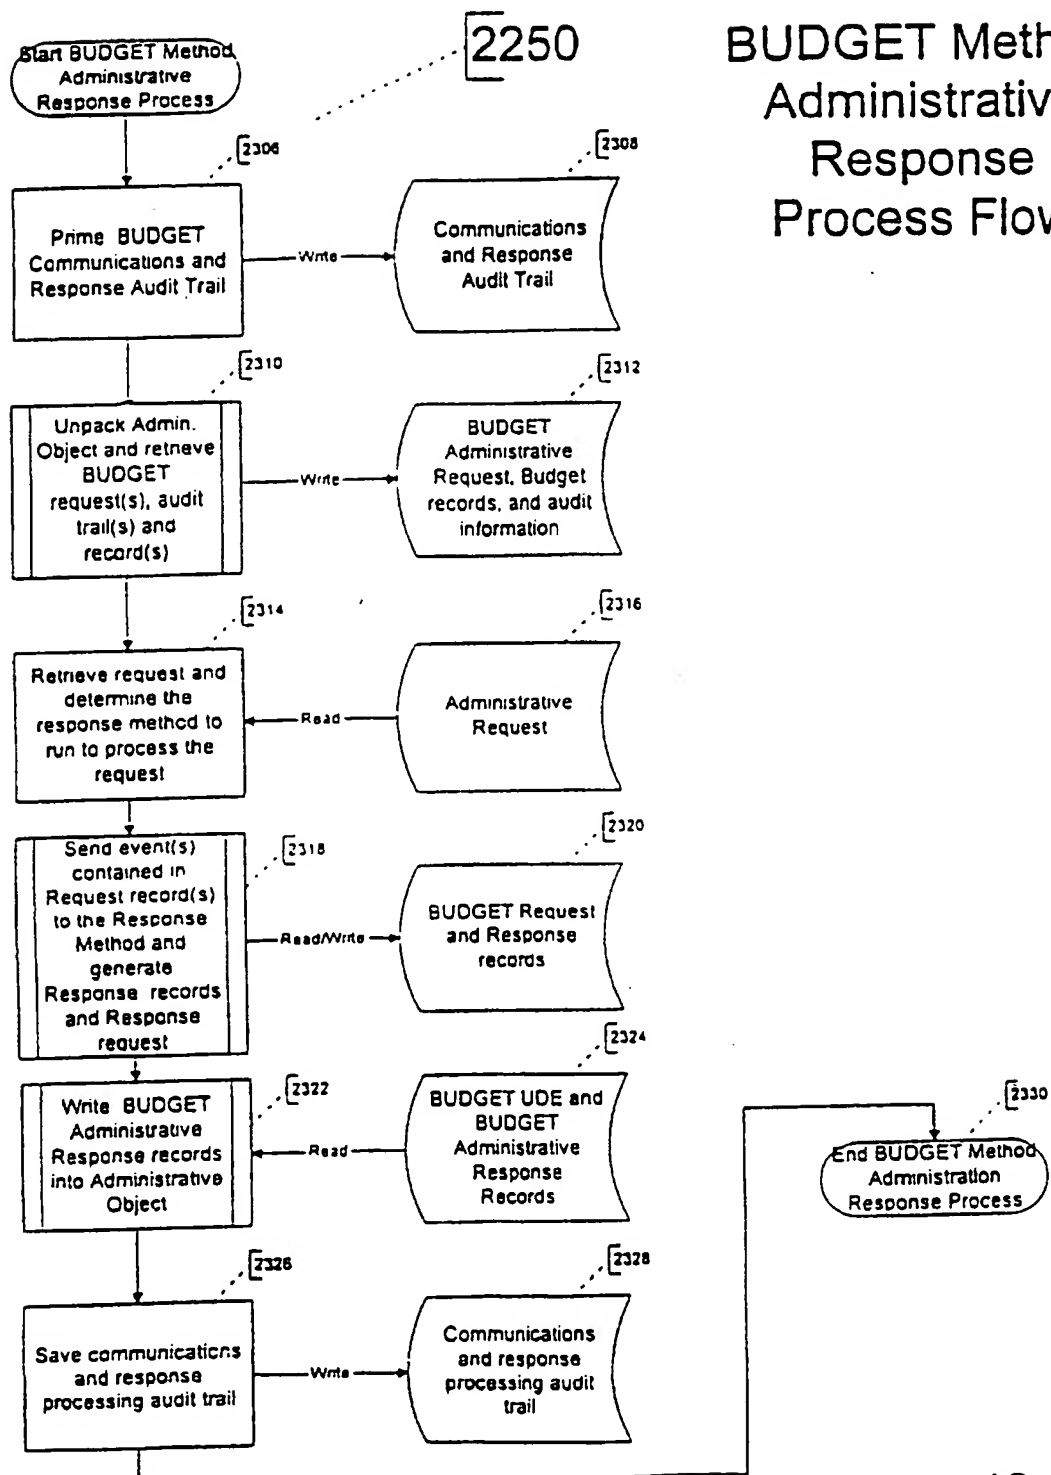 Start BUDGET Method
Administrative
Response Process
2250
BUDGET Meth
Administrativ
Response
Process Flow
2306
Prime BUDGET
Communications and
Response Audit Trail
Write
2308
Communications
and Response
Audit Trail
2310
Unpack Admin.
Object and retrieve
BUDGET
request(s), audit
trail(s) and
record(s)
Write
2312
BUDGET
Administrative
Request, Budget
records, and audit
information
2314
Retrieve request and
determine the
response method to
run to process the
request
Read
2316
Administrative
Request
2318
Send event(s)
contained in
Request record(s)
to the Response
Method and
generate
Response records
and Response
request
Read/Write
2320
BUDGET Request
and Response
records
2322
Write BUDGET
Administrative
Response records
into Administrative
Object
Read
2324
BUDGET UDE and
BUDGET
Administrative
Response
Records
2330
End BUDGET Method
Administration
Response Process
2326
Save communications
and response
processing audit trail
Write
2328
Communications
and response
processing audit
trail